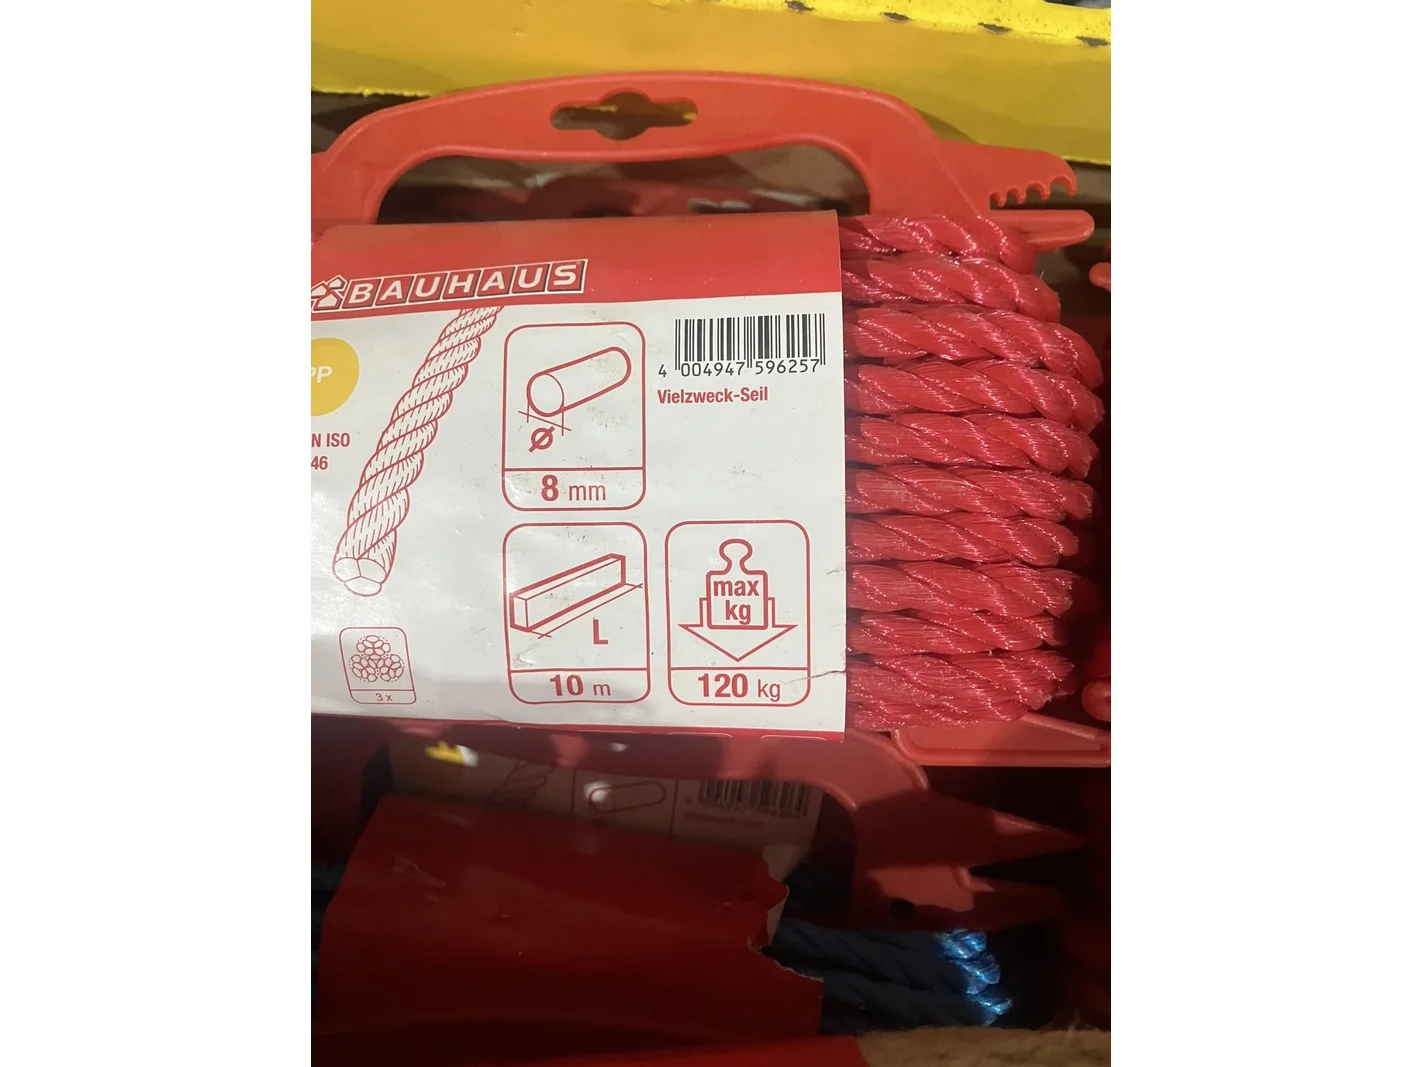 BAUHAUS
PP
N ISO
46
4 004947 596257
Vielzweck-Seil
Ø
8 mm
L
10 m
max
kg
120 kg
3 x